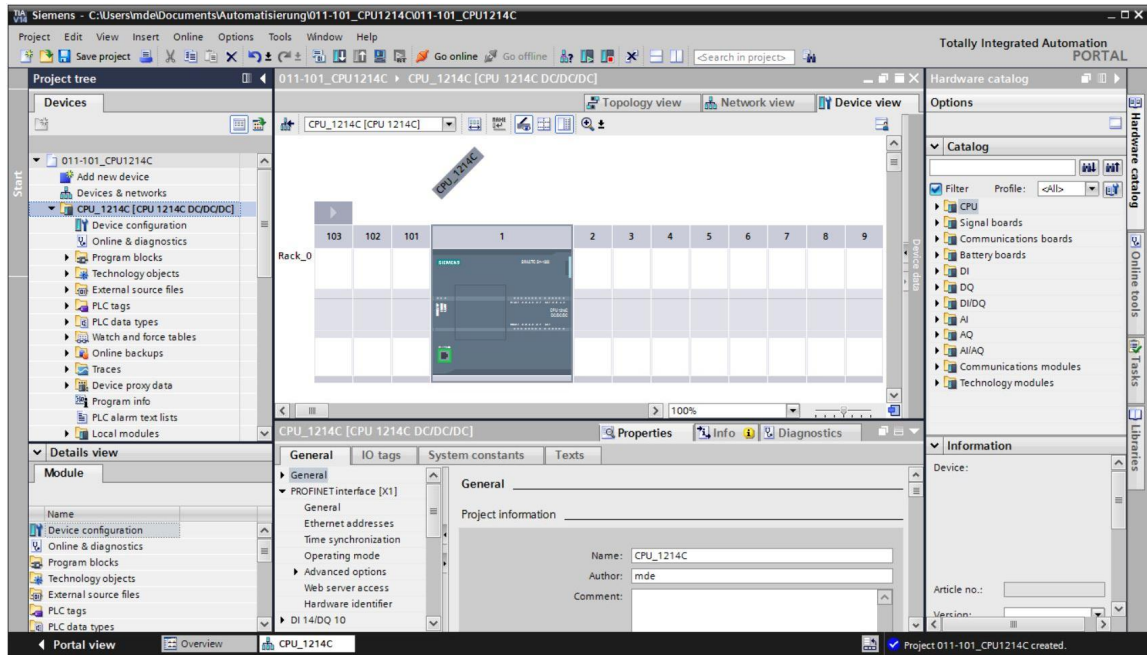 TIA V14 Siemens - C:\Users\mde\Documents\Automatisierung\011-101_CPU1214C\011-101_CPU1214C
Project Edit View Insert Online Options Tools Window Help
Totally Integrated Automation
PORTAL
Save project Go online Go offline <Search in project>
Project tree
Devices
Start
011-101_CPU1214C
Add new device
Devices & networks
CPU_1214C [CPU 1214C DC/DC/DC]
Device configuration
Online & diagnostics
Program blocks
Technology objects
External source files
PLC tags
PLC data types
Watch and force tables
Online backups
Traces
Device proxy data
Program info
PLC alarm text lists
Local modules
Details view
Module
Name
Device configuration
Online & diagnostics
Program blocks
Technology objects
External source files
PLC tags
PLC data types
011-101_CPU1214C CPU_1214C [CPU 1214C DC/DC/DC]
Topology view Network view Device view
CPU_1214C [CPU 1214C]
CPU_1214C
103 102 101 1 2 3 4 5 6 7 8 9
Rack_0
SIEMENS
Device data
100%
CPU_1214C [CPU 1214C DC/DC/DC]
Properties Info Diagnostics
General IO tags System constants Texts
General
PROFINET interface [X1]
General
Ethernet addresses
Time synchronization
Operating mode
Advanced options
Web server access
Hardware identifier
DI 14/DQ 10
General
Project information
Name: CPU_1214C
Author: mde
Comment:
Hardware catalog
Options
Catalog
Filter Profile: <All>
CPU
Signal boards
Communications boards
Battery boards
DI
DQ
DI/DQ
AI
AQ
AI/AQ
Communications modules
Technology modules
Information
Device:
Article no.:
Version:
Hardware catalog
Online tools
Tasks
Libraries
Portal view Overview CPU_1214C
Project 011-101_CPU1214C created.